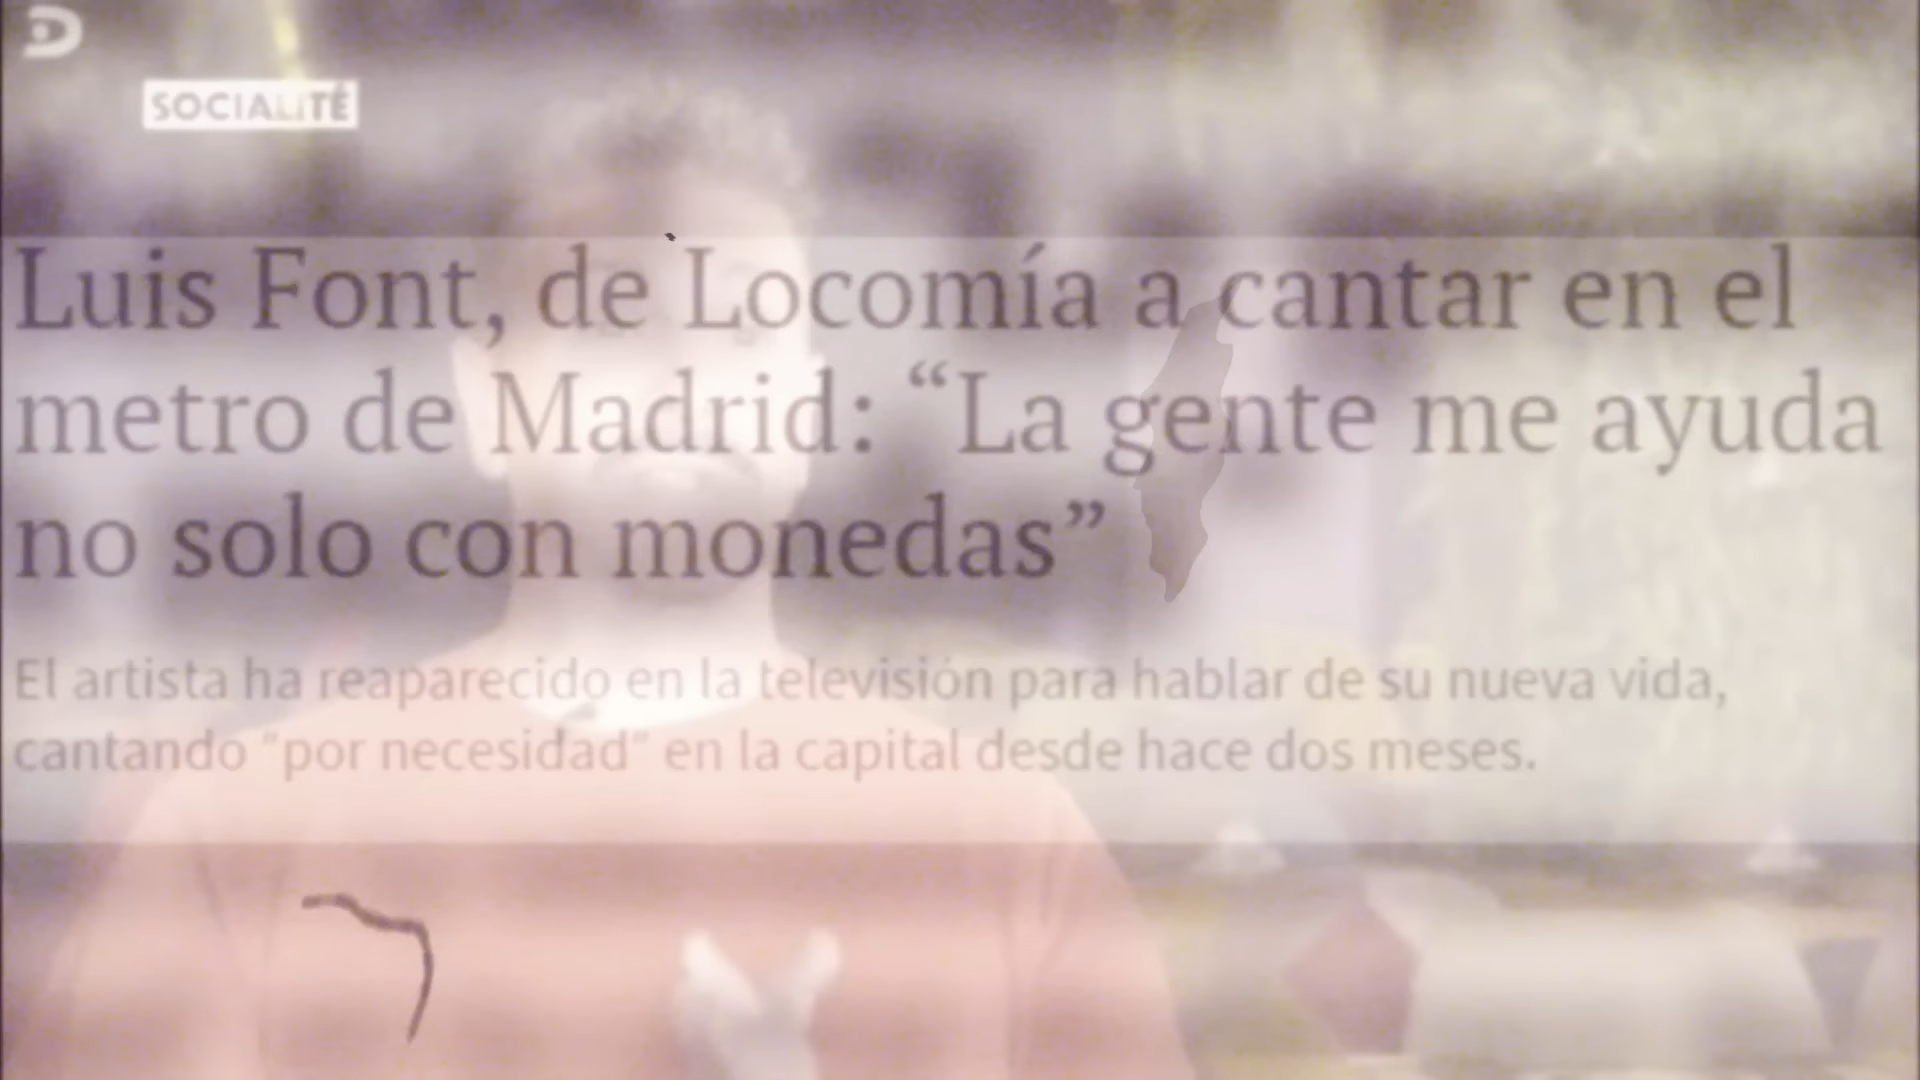 SOCIALITÉ
Luis Font, de Locomía a cantar en el
metro de Madrid: “La gente me ayuda
no solo con monedas”
El artista ha reaparecido en la televisión para hablar de su nueva vida,
cantando "por necesidad" en la capital desde hace dos meses.